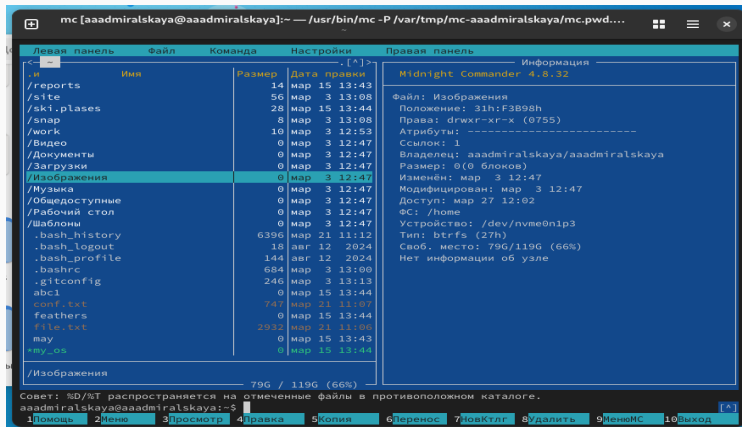 mc [aaadmiralskaya@aaadmiralskaya]:~ — /usr/bin/mc -P /var/tmp/mc-aaadmiralskaya/mc.pwd....
~
Левая панель Файл Команда Настройки Правая панель
<— ~ .[^]>
.и Имя Размер Дата правки
/reports 14 мар 15 13:43
/site 56 мар 3 13:08
/ski.plases 28 мар 15 13:44
/snap 8 мар 3 13:08
/work 10 мар 3 12:53
/Видео 0 мар 3 12:47
/Документы 0 мар 3 12:47
/Загрузки 0 мар 3 12:47
/Изображения 0 мар 3 12:47
/Музыка 0 мар 3 12:47
/Общедоступные 0 мар 3 12:47
/Рабочий стол 0 мар 3 12:47
/Шаблоны 0 мар 3 12:47
.bash_history 6396 мар 21 11:12
.bash_logout 18 авг 12 2024
.bash_profile 144 авг 12 2024
.bashrc 684 мар 3 13:00
.gitconfig 246 мар 3 13:13
abc1 0 мар 15 13:44
conf.txt 747 мар 21 11:07
feathers 0 мар 15 13:44
file.txt 2932 мар 21 11:06
may 0 мар 15 13:43
*my_os 0 мар 15 13:44
/Изображения
79G / 119G (66%)
Информация
Midnight Commander 4.8.32
Файл: Изображения
Положение: 31h:F3B98h
Права: drwxr-xr-x (0755)
Атрибуты: ------------------------
Ссылок: 1
Владелец: aaadmiralskaya/aaadmiralskaya
Размер: 0(0 блоков)
Изменён: мар 3 12:47
Модифицирован: мар 3 12:47
Доступ: мар 27 12:02
ФС: /home
Устройство: /dev/nvme0n1p3
Тип: btrfs (27h)
Своб. место: 79G/119G (66%)
Нет информации об узле
Совет: %D/%T распространяется на отмеченные файлы в противоположном каталоге.
aaadmiralskaya@aaadmiralskaya:~$ [^]
1Помощь 2Меню 3Просмотр 4Правка 5Копия 6Перенос 7НовКтлг 8Удалить 9МенюМС 10Выход